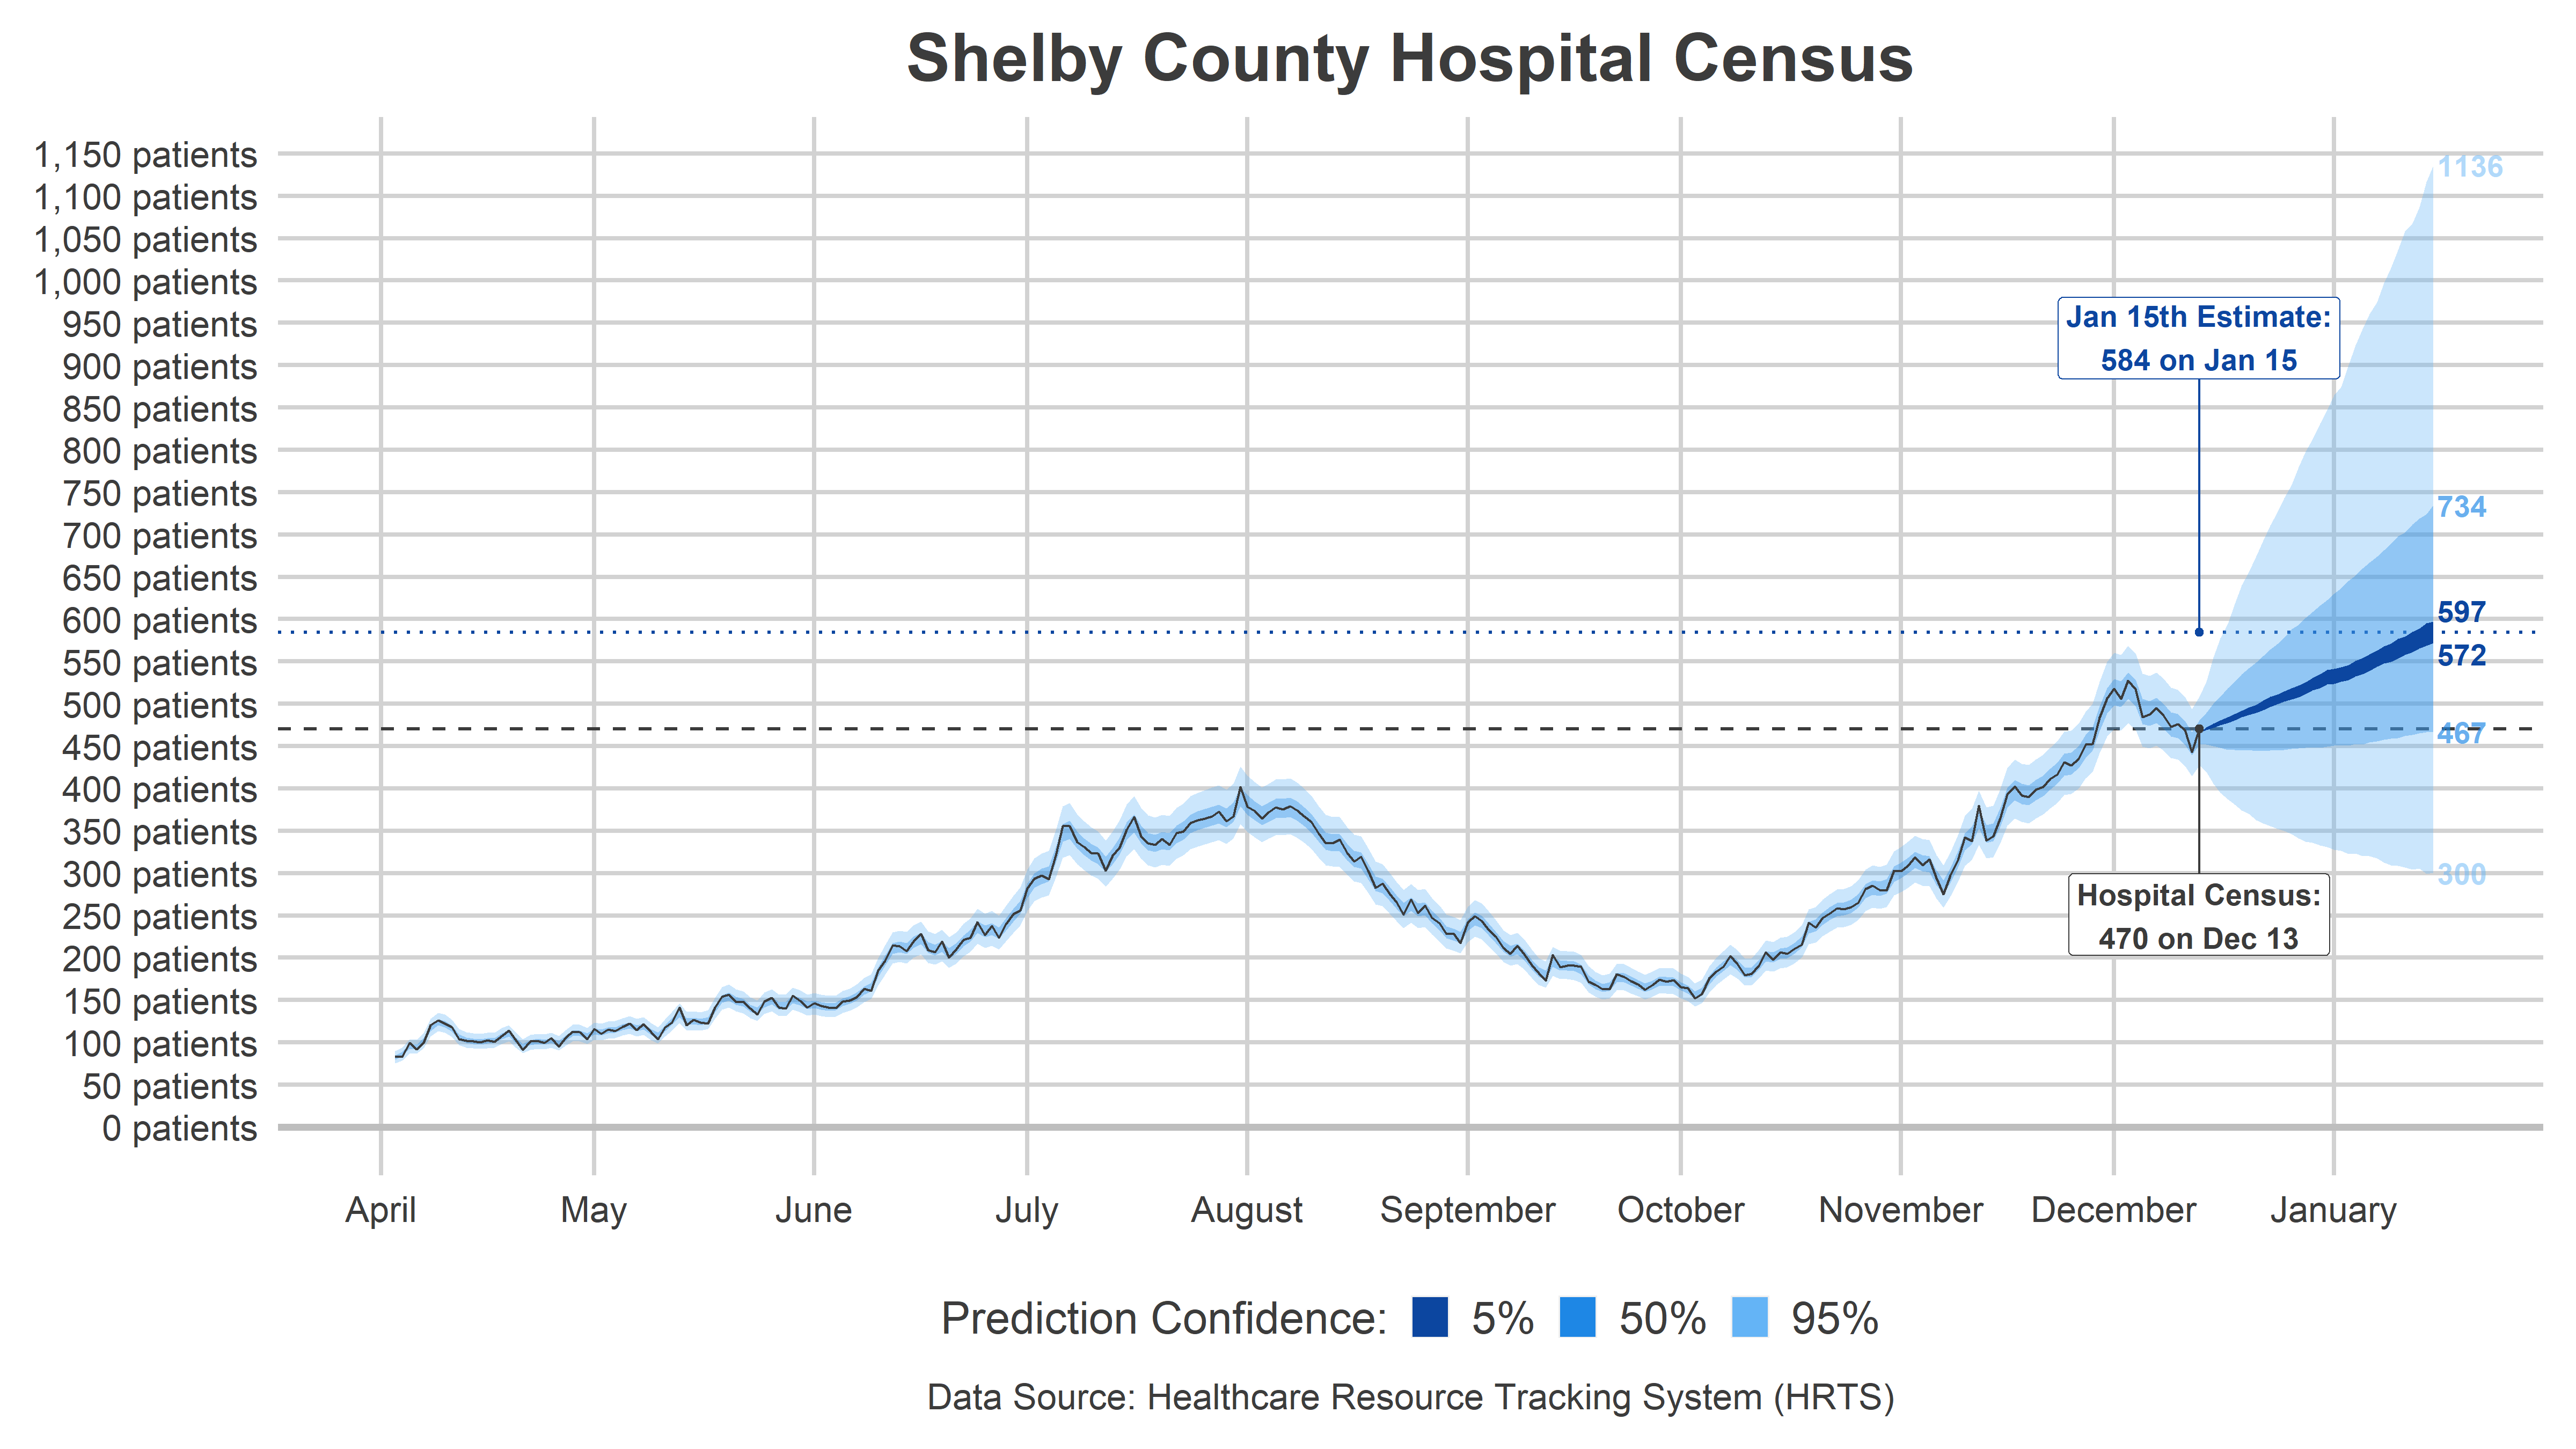 Shelby County Hospital Census
1,150 patients
1,100 patients
1,050 patients
1,000 patients
950 patients
900 patients
850 patients
800 patients
750 patients
700 patients
650 patients
600 patients
550 patients
500 patients
450 patients
400 patients
350 patients
300 patients
250 patients
200 patients
150 patients
100 patients
50 patients
0 patients
1136
734
597
572
467
300
Jan 15th Estimate:
584 on Jan 15
Hospital Census:
470 on Dec 13
April May June July August September October November December January
Prediction Confidence: 5% 50% 95%
Data Source: Healthcare Resource Tracking System (HRTS)